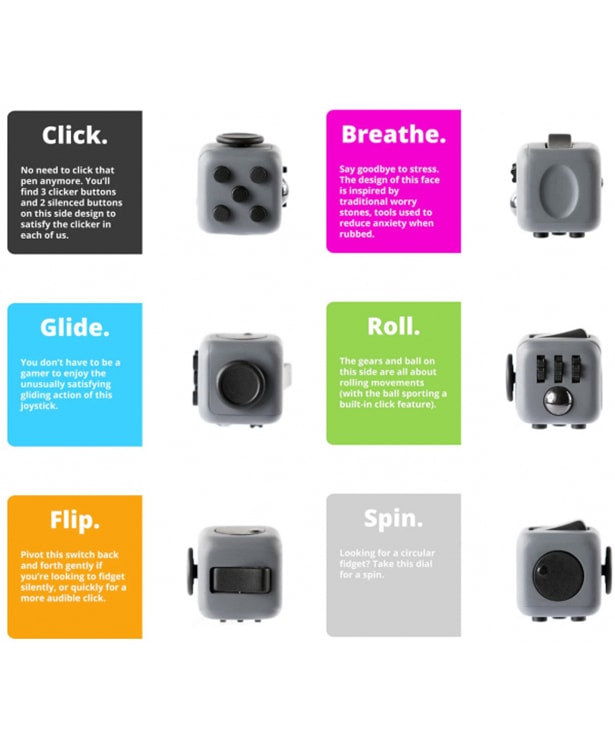 Click.
No need to click that
pen anymore. You'll
find 3 clicker buttons
and 2 silenced buttons
on this side design to
satisfy the clicker in
each of us.
Breathe.
Say goodbye to stress.
The design of this face
is inspired by
traditional worry
stones, tools used to
reduce anxiety when
rubbed.
Glide.
You don't have to be a
gamer to enjoy the
unusually satisfying
gliding action of this
joystick.
Roll.
The gears and ball on
this side are all about
rolling movements
(with the ball sporting a
built-in click feature).
Flip.
Pivot this switch back
and forth gently if
you're looking to fidget
silently, or quickly for a
more audible click.
Spin.
Looking for a circular
fidget? Take this dial
for a spin.